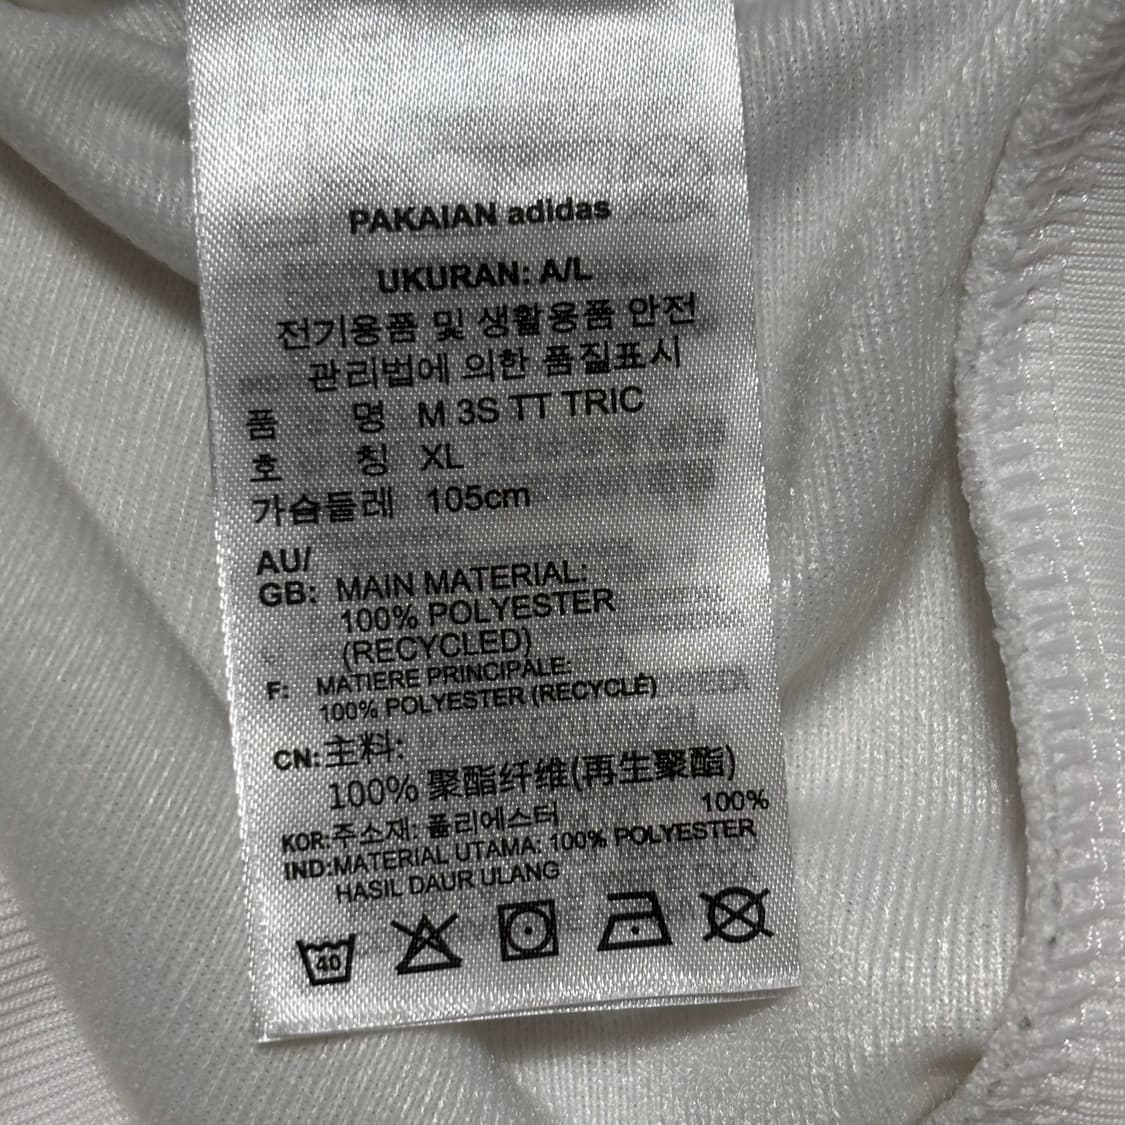 PAKAIAN adidas
UKURAN: A/L
전기용품 및 생활용품 안전
관리법에 의한 품질표시
품 명 M 3S TT TRIC
호 칭 XL
가슴둘레 105cm
AU/
GB: MAIN MATERIAL:
100% POLYESTER
(RECYCLED)
F: MATIERE PRINCIPALE:
100% POLYESTER (RECYCLÉ)
CN: 主料:
100% 聚酯纤维(再生聚酯)
KOR: 주소재: 폴리에스터 100%
IND: MATERIAL UTAMA: 100% POLYESTER
HASIL DAUR ULANG
40